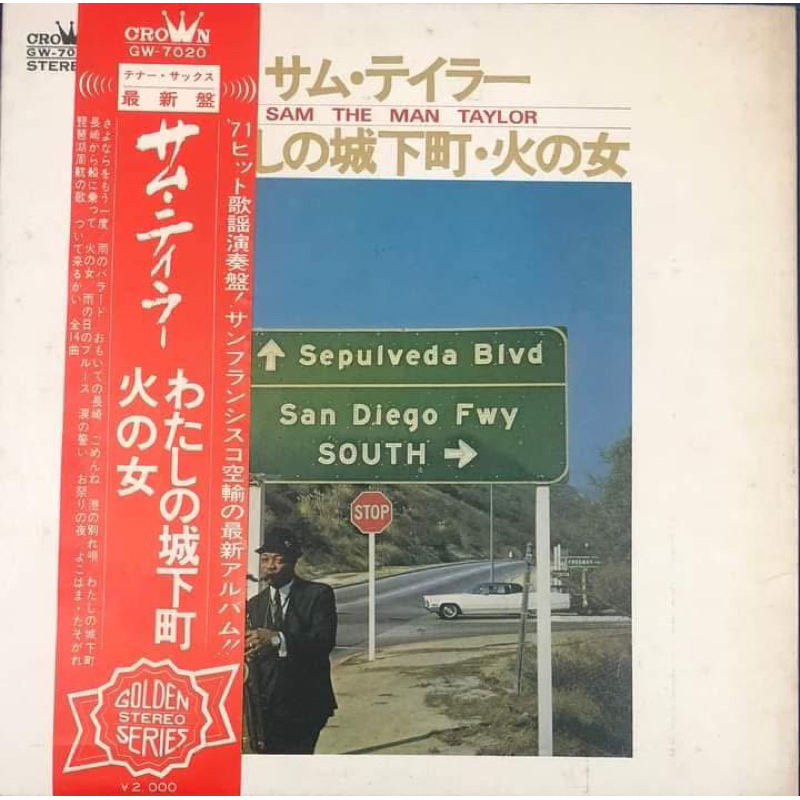 CROWN
GW-70
STERE
CROWN
GW-7020
テナー・サックス
最新盤
サム・テイラー
SAM THE MAN TAYLOR
しの城下町・火の女
'71ヒット歌謡演奏盤!サンフランシスコ空輸の最新アルバム!!
サム・テイラー
わたしの城下町
火の女
さよならをもう一度 雨のバラード おもいでの長崎 ごめんね 港の別れ唄 わたしの城下町
長崎から船に乗って 火の女 雨の日のブルース 涙の誓い お祭りの夜 よこはま・たそがれ
琵琶湖周航の歌 ついて来るかい 全14曲
Sepulveda Blvd
San Diego Fwy
SOUTH
STOP
GOLDEN
STEREO
SERIES
¥2.000